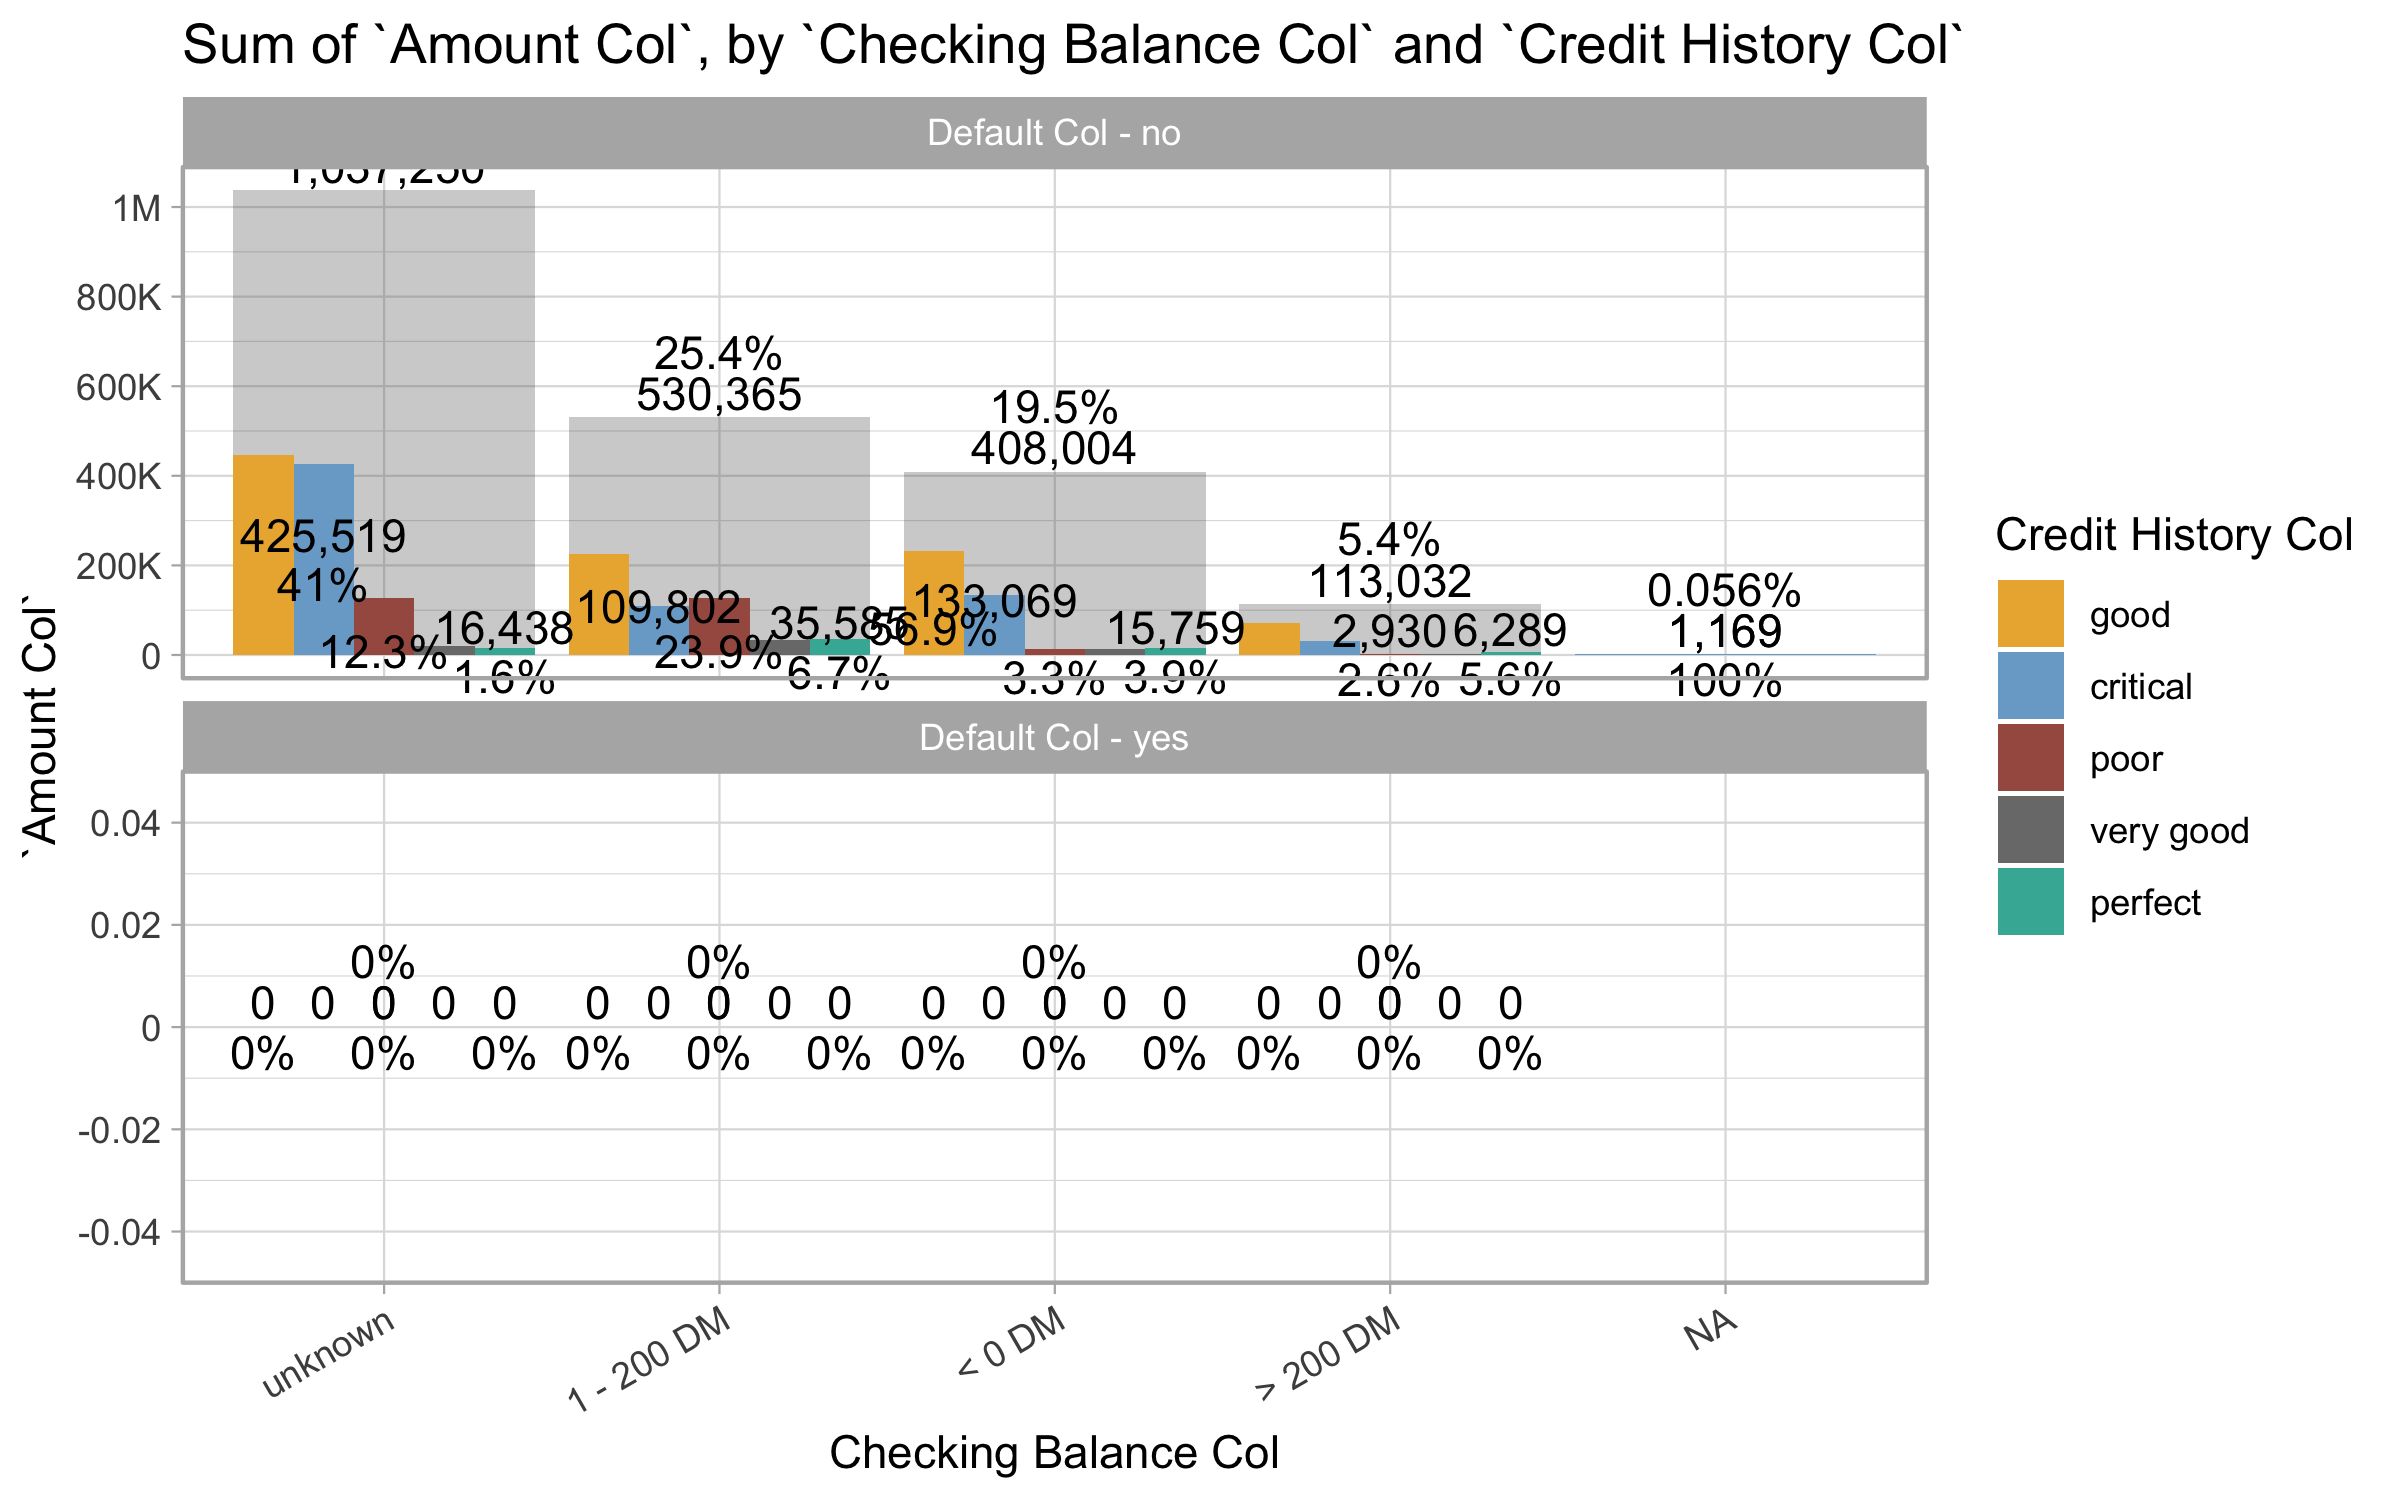 Sum of `Amount Col`, by `Checking Balance Col` and `Credit History Col`
Default Col - no
1M
800K
600K
400K
200K
0
25.4%
530,365
19.5%
408,004
425,519
41%
12.3%
16,438
1.6%
109,802
23.9%
35,585
6.7%
56.9%
133,069
3.3%
15,759
3.9%
5.4%
113,032
2,930
2.6%
6,289
5.6%
0.056%
1,169
100%
Default Col - yes
0.04
0.02
0
-0.02
-0.04
0% 0% 0% 0%
0 0 0 0 0 0 0 0 0 0 0 0 0 0 0 0 0 0 0 0
0% 0% 0% 0% 0% 0% 0% 0% 0% 0% 0% 0%
unknown
1 - 200 DM
< 0 DM
> 200 DM
NA
Checking Balance Col
`Amount Col`
Credit History Col
good
critical
poor
very good
perfect